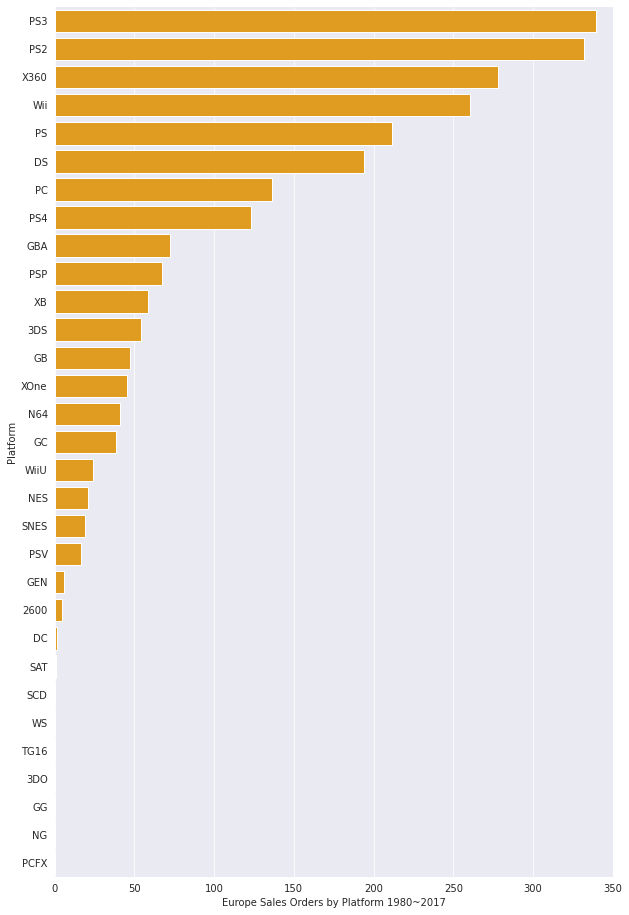 PS3
PS2
X360
Wii
PS
DS
PC
PS4
GBA
PSP
XB
3DS
GB
XOne
N64
GC
WiiU
NES
SNES
PSV
GEN
2600
DC
SAT
SCD
WS
TG16
3DO
GG
NG
PCFX
Platform
0 50 100 150 200 250 300 350
Europe Sales Orders by Platform 1980~2017